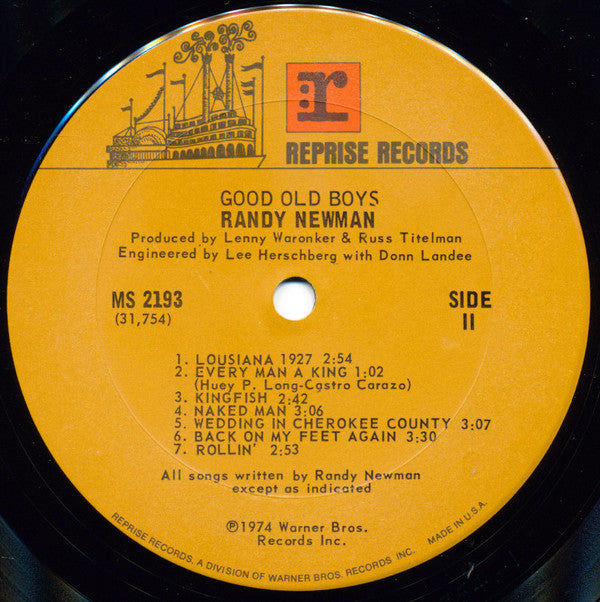 r
REPRISE RECORDS
GOOD OLD BOYS
RANDY NEWMAN
Produced by Lenny Waronker & Russ Titelman
Engineered by Lee Herschberg with Donn Landee
MS 2193
(31,754)
SIDE
II
1. LOUSIANA 1927 2:54
2. EVERY MAN A KING 1:02
(Huey P. Long-Castro Carazo)
3. KINGFISH 2:42
4. NAKED MAN 3:06
5. WEDDING IN CHEROKEE COUNTY 3:07
6. BACK ON MY FEET AGAIN 3:30
7. ROLLIN' 2:53
All songs written by Randy Newman
except as indicated
℗1974 Warner Bros.
Records Inc.
REPRISE RECORDS, A DIVISION OF WARNER BROS. RECORDS INC. MADE IN U.S.A.